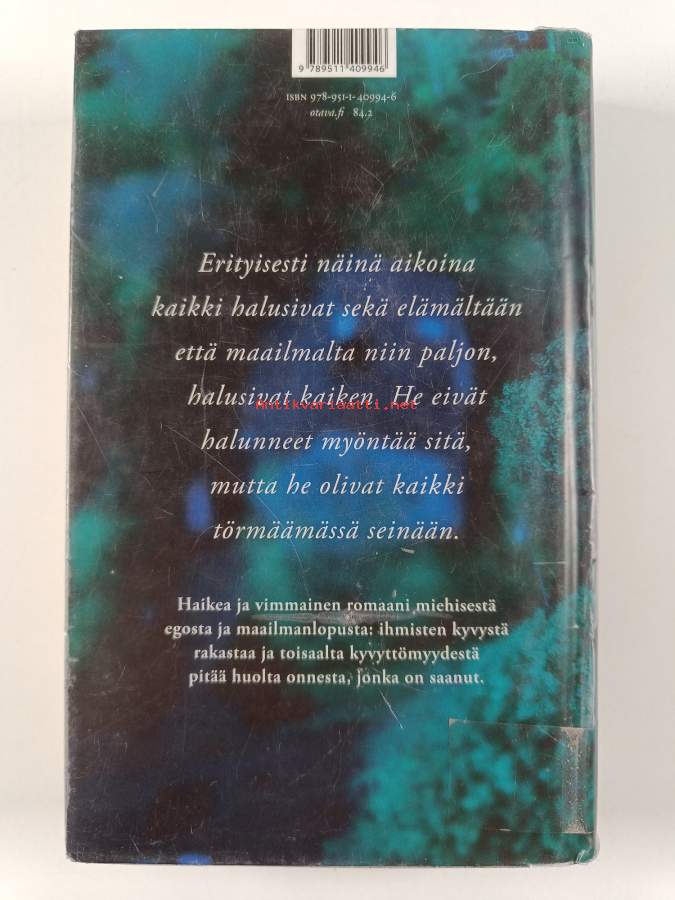 9 789511 409946
ISBN 978-951-1-40994-6
otava.fi 84.2
Erityisesti näinä aikoina
kaikki halusivat sekä elämältään
että maailmalta niin paljon,
halusivat kaiken. He eivät
Antikvariaatti.net
halunneet myöntää sitä,
mutta he olivat kaikki
törmäämässä seinään.
Haikea ja vimmainen romaani miehisestä
egosta ja maailmanlopusta: ihmisten kyvystä
rakastaa ja toisaalta kyvyttömyydestä
pitää huolta onnesta, jonka on saanut.